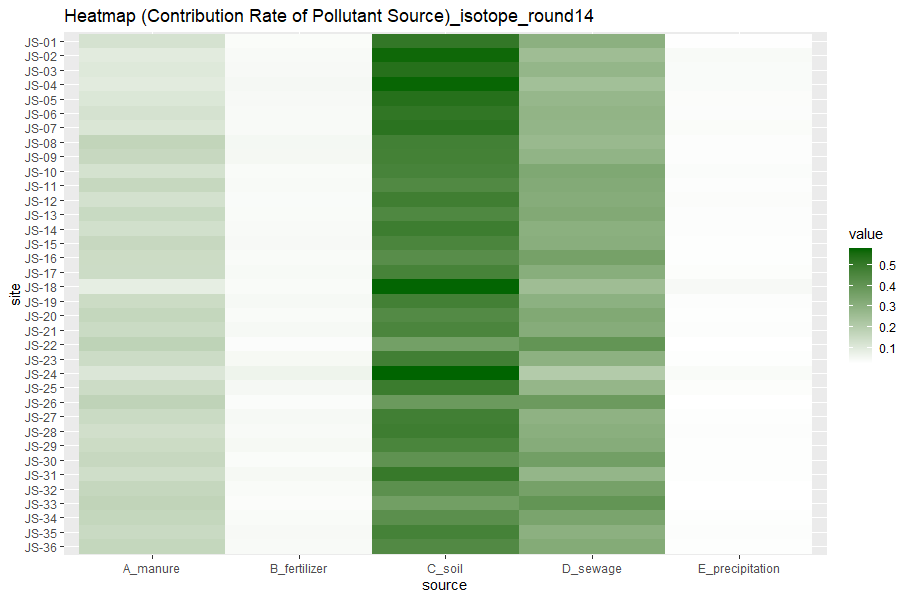 Heatmap (Contribution Rate of Pollutant Source)_isotope_round14
JS-01
JS-02
JS-03
JS-04
JS-05
JS-06
JS-07
JS-08
JS-09
JS-10
JS-11
JS-12
JS-13
JS-14
JS-15
JS-16
JS-17
JS-18
JS-19
JS-20
JS-21
JS-22
JS-23
JS-24
JS-25
JS-26
JS-27
JS-28
JS-29
JS-30
JS-31
JS-32
JS-33
JS-34
JS-35
JS-36
site
A_manure B_fertilizer C_soil D_sewage E_precipitation
source
value
0.5
0.4
0.3
0.2
0.1